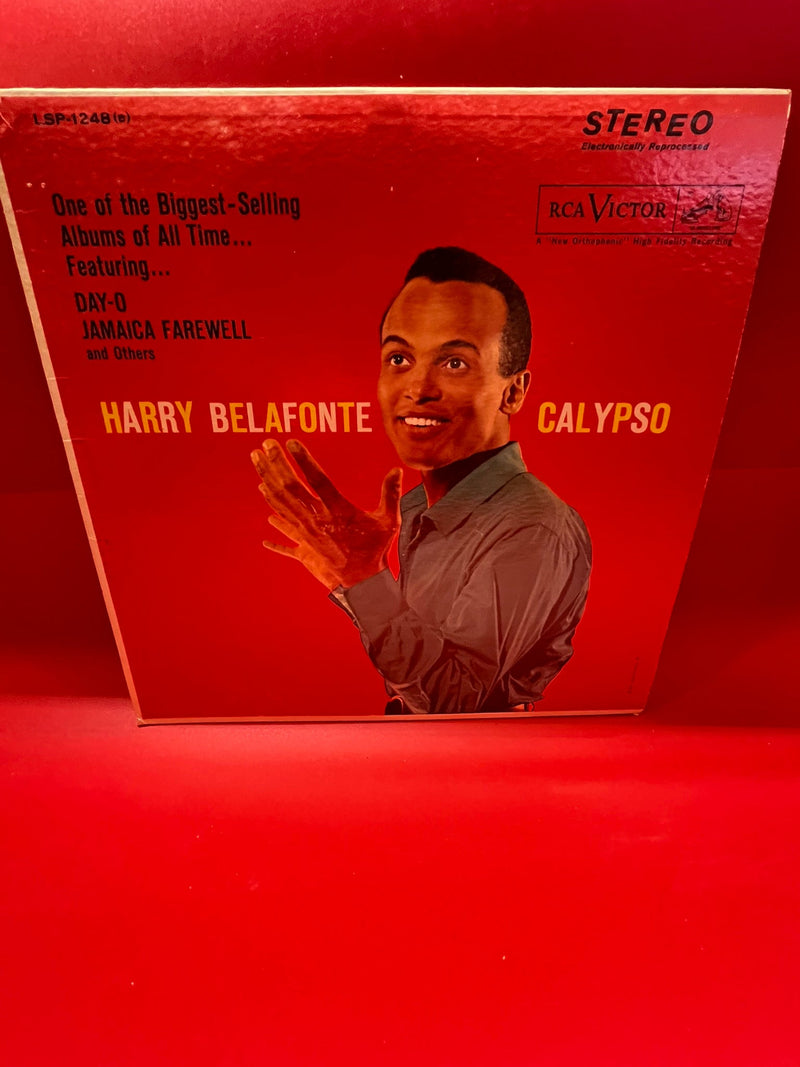 LSP-1248(e)
STEREO
Electronically Reprocessed
RCA VICTOR
A "New Orthophonic" High Fidelity Recording
One of the Biggest-Selling
Albums of All Time...
Featuring...
DAY-O
JAMAICA FAREWELL
and Others
HARRY BELAFONTE CALYPSO